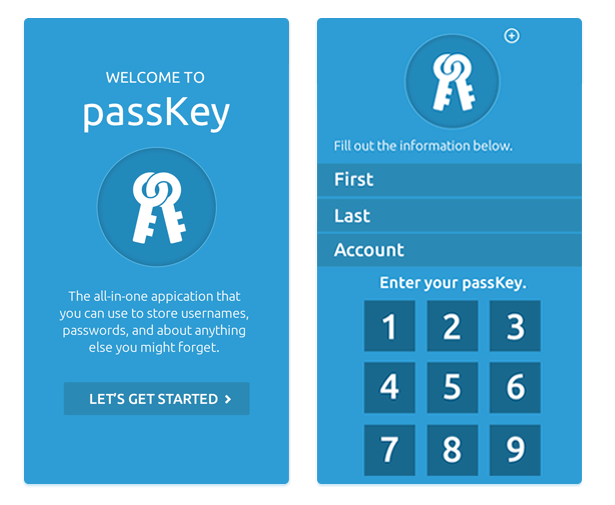 WELCOME TO
passKey
The all-in-one appication that
you can use to store usernames,
passwords, and about anything
else you might forget.
LET'S GET STARTED
Fill out the information below.
First
Last
Account
Enter your passKey.
1 2 3
4 5 6
7 8 9